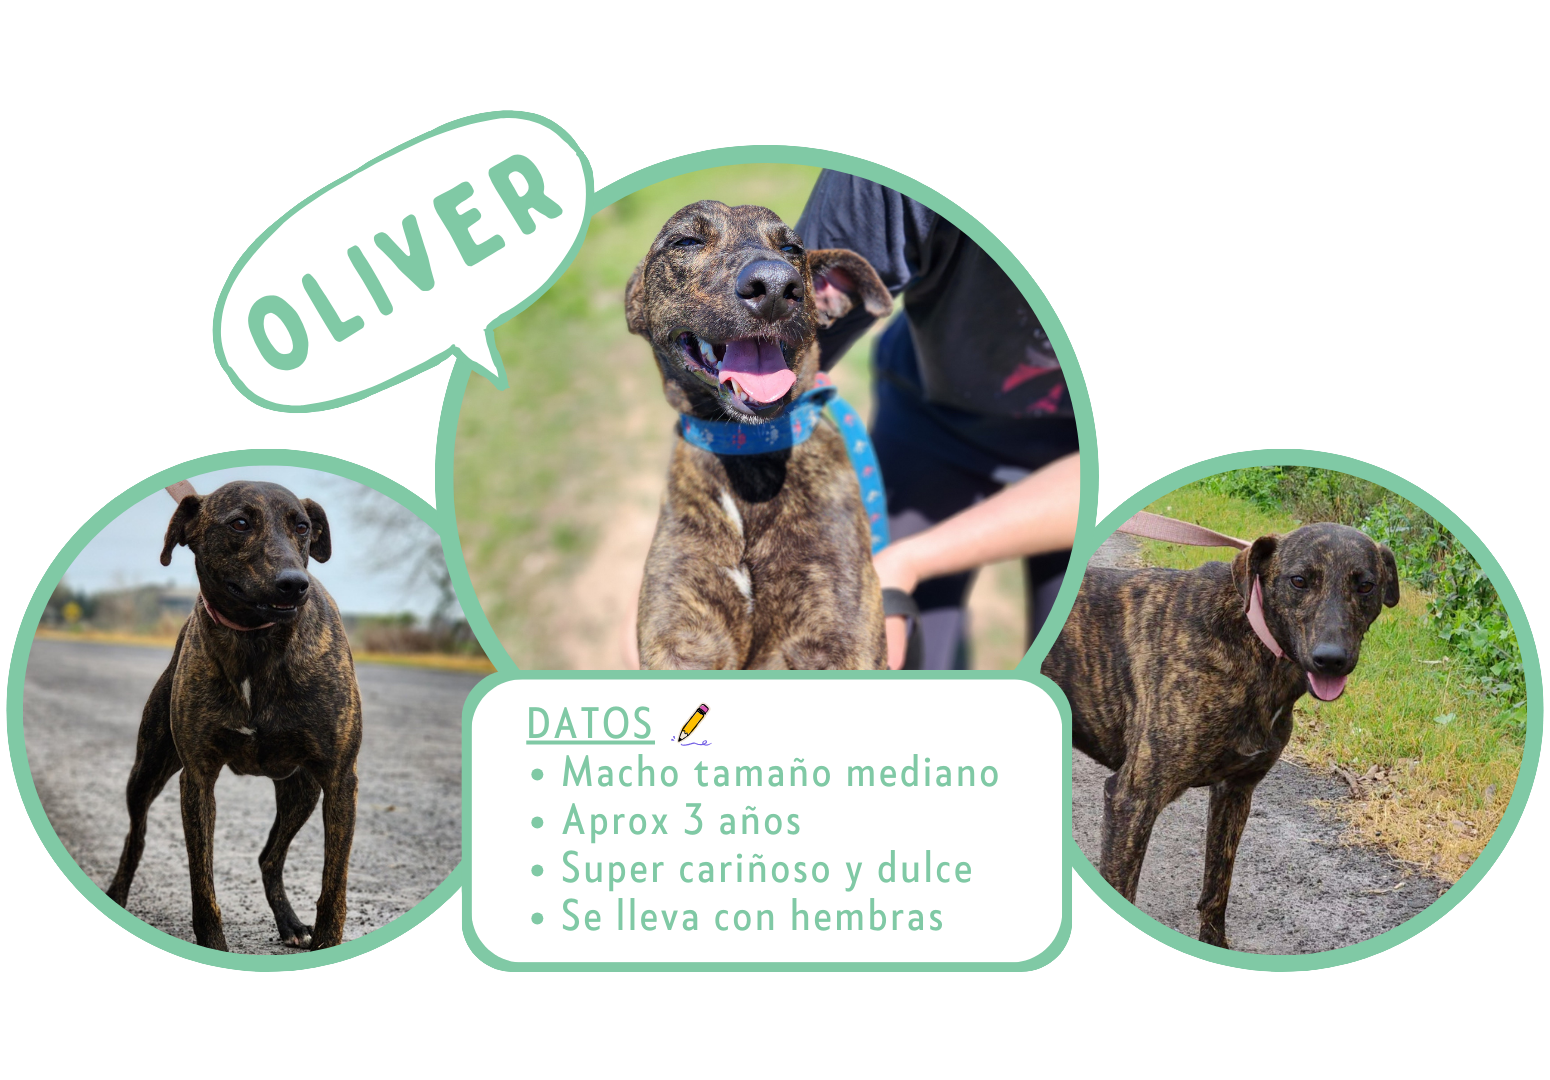 OLIVER
DATOS
• Macho tamaño mediano
• Aprox 3 años
• Super cariñoso y dulce
• Se lleva con hembras